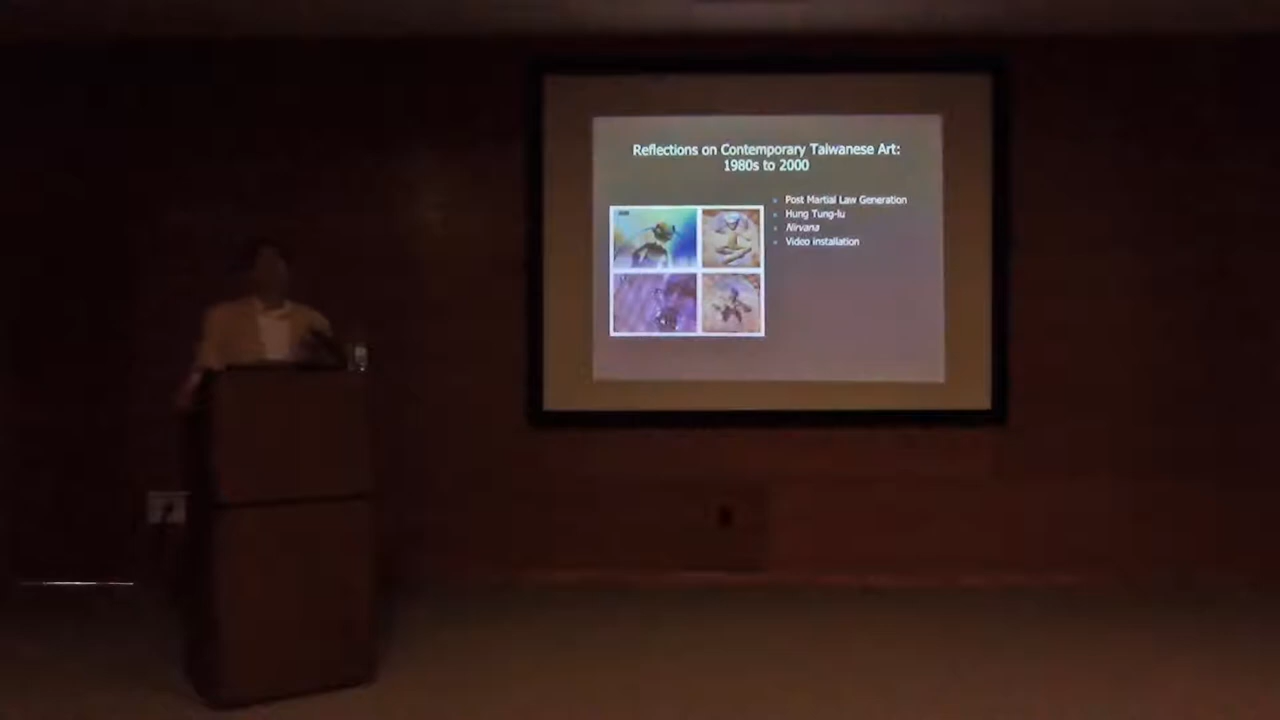 Reflections on Contemporary Taiwanese Art:
1980s to 2000
Post Martial Law Generation
Hung Tung-lu
Nirvana
Video installation